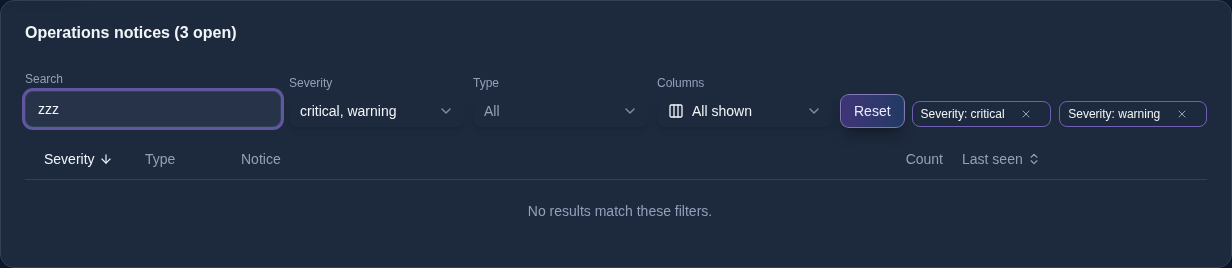 Operations notices (3 open)
Search
Severity
Type
Columns
zzz
critical, warning
All
All shown
Reset
Severity: critical
Severity: warning
Severity
Type
Notice
Count
Last seen
No results match these filters.